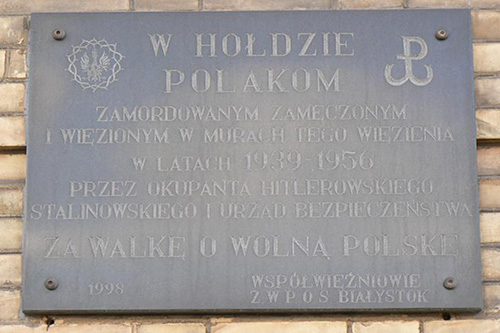 W HOŁDZIE
POLAKOM
ZAMORDOWANYM ZAMĘCZONYM
I WIĘZIONYM W MURACH TEGO WIĘZIENIA
W LATACH 1939-1956
PRZEZ OKUPANTA HITLEROWSKIEGO
STALINOWSKIEGO I URZĄD BEZPIECZEŃSTWA
ZA WALKĘ O WOLNĄ POLSKĘ
1998 WSPÓŁWIĘŹNIOWIE
Z W P O S BIAŁYSTOK